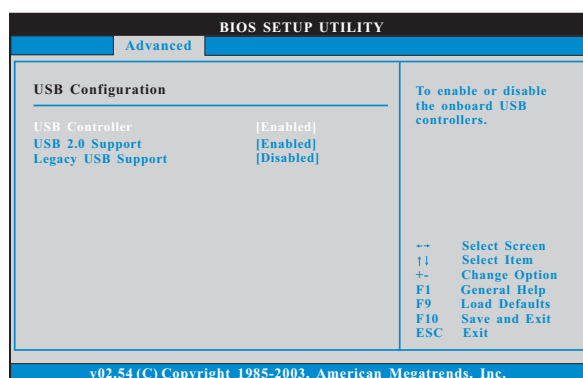 BIOS SETUP UTILITY
Advanced
USB Configuration
USB Controller [Enabled]
USB 2.0 Support [Enabled]
Legacy USB Support [Disabled]
To enable or disable
the onboard USB
controllers.
←→ Select Screen
↑↓ Select Item
+- Change Option
F1 General Help
F9 Load Defaults
F10 Save and Exit
ESC Exit
v02.54 (C) Copyright 1985-2003, American Megatrends, Inc.